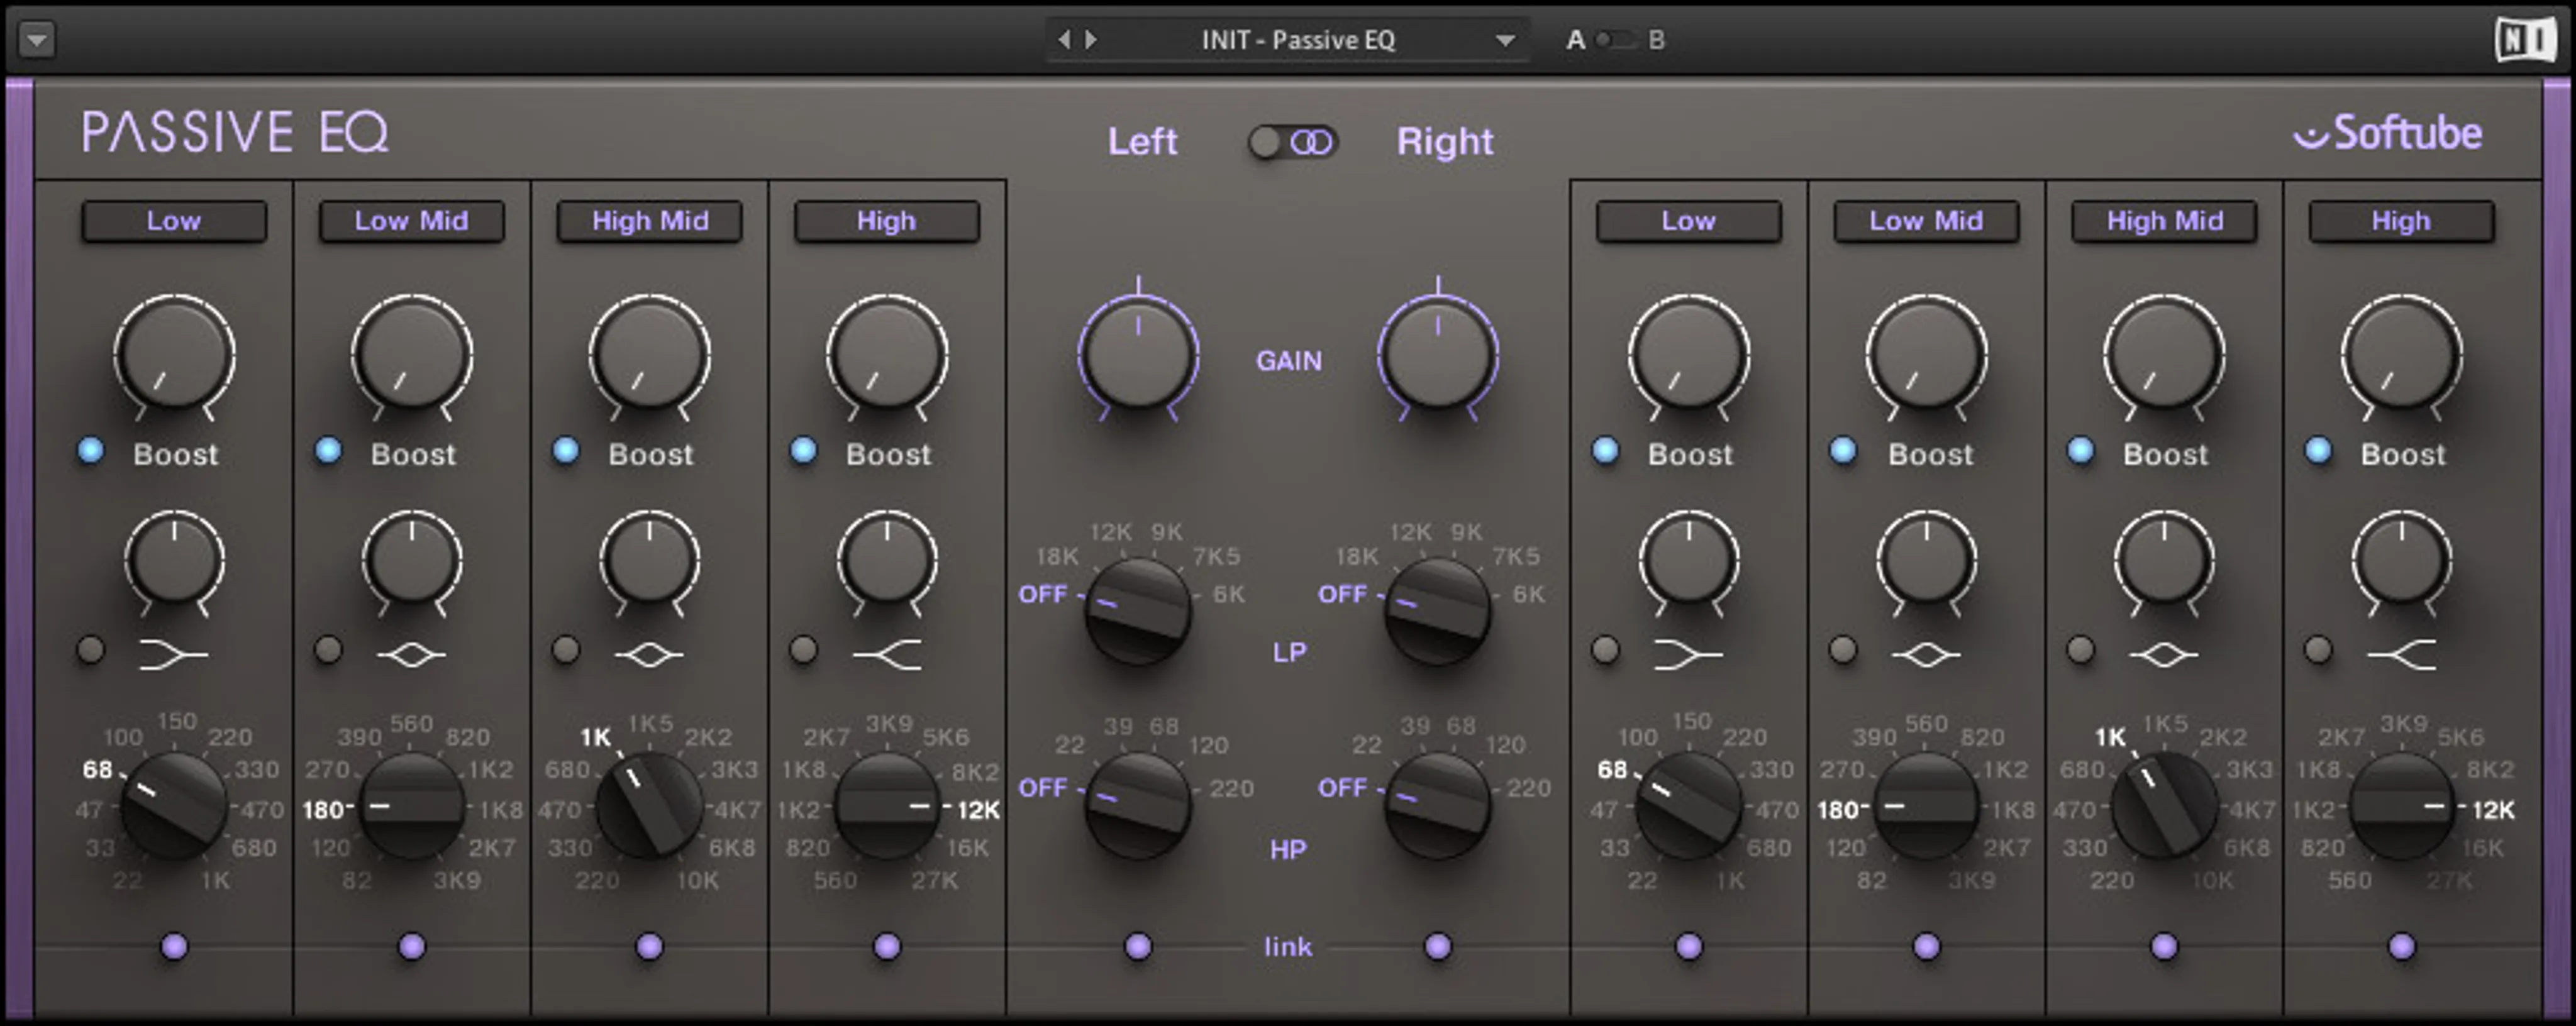 INIT - Passive EQ
A B
NI
PASSIVE EQ
Left Right
Softube
Low Low Mid High Mid High
Low Low Mid High Mid High
GAIN
Boost Boost Boost Boost
Boost Boost Boost Boost
12K 9K 12K 9K
18K 7K5 18K 7K5
OFF 6K OFF 6K
LP
39 68 39 68
22 120 22 120
OFF 220 OFF 220
HP
150 560 1K5 3K9
100 220 390 820 1K 2K2 2K7 5K6
68 330 270 1K2 680 3K3 1K8 8K2
47 470 180 1K8 470 4K7 1K2 12K
33 680 120 2K7 330 6K8 820 16K
22 1K 82 3K9 220 10K 560 27K
150 560 1K5 3K9
100 220 390 820 1K 2K2 2K7 5K6
68 330 270 1K2 680 3K3 1K8 8K2
47 470 180 1K8 470 4K7 1K2 12K
33 680 120 2K7 330 6K8 820 16K
22 1K 82 3K9 220 10K 560 27K
link